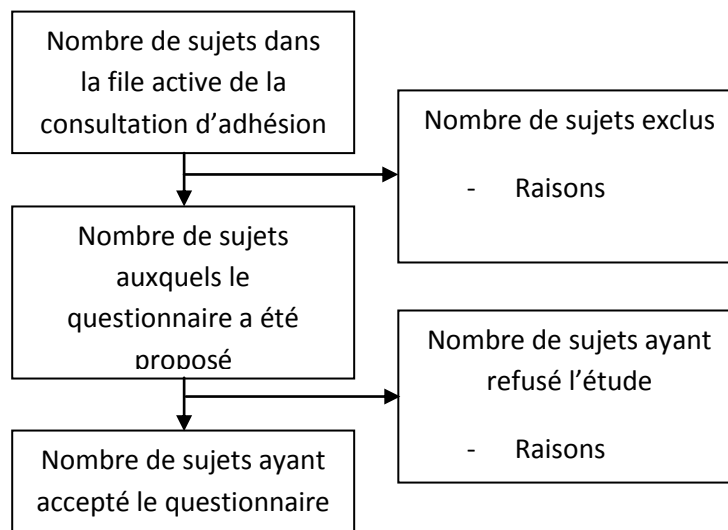 Nombre de sujets dans
la file active de la
consultation d’adhésion
Nombre de sujets exclus
- Raisons
Nombre de sujets
auxquels le
questionnaire a été
proposé
Nombre de sujets ayant
refusé l’étude
- Raisons
Nombre de sujets ayant
accepté le questionnaire